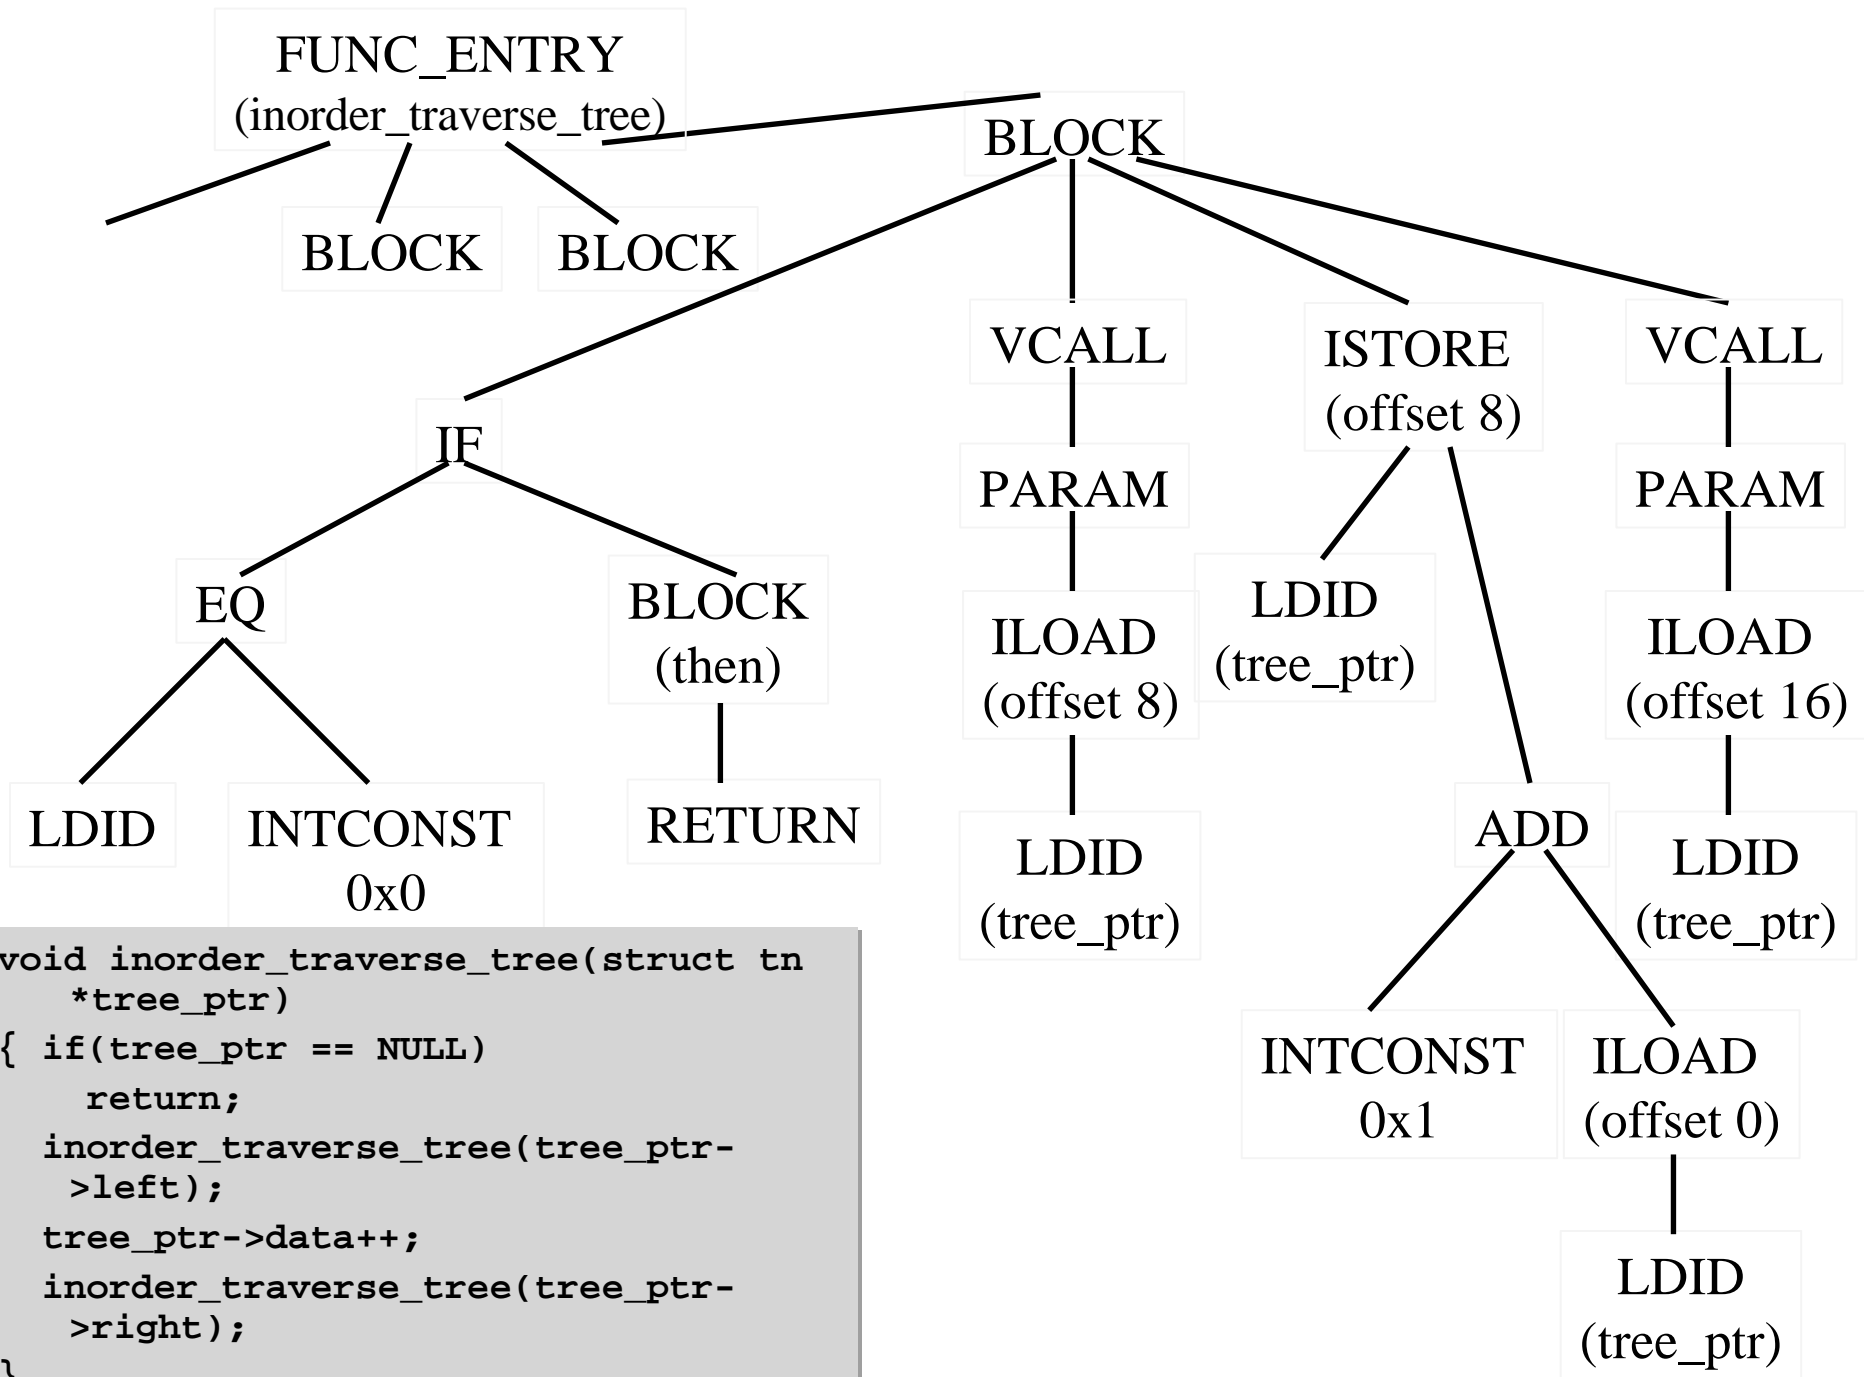 FUNC_ENTRY
(inorder_traverse_tree)
BLOCK
BLOCK
BLOCK
VCALL
ISTORE
(offset 8)
VCALL
IF
PARAM
PARAM
EQ
BLOCK
(then)
ILOAD
(offset 8)
LDID
(tree_ptr)
ILOAD
(offset 16)
LDID
INTCONST
0x0
RETURN
LDID
(tree_ptr)
ADD
LDID
(tree_ptr)
INTCONST
0x1
ILOAD
(offset 0)
LDID
(tree_ptr)
void inorder_traverse_tree(struct tn
*tree_ptr)
{ if(tree_ptr == NULL)
return;
inorder_traverse_tree(tree_ptr-
>left);
tree_ptr->data++;
inorder_traverse_tree(tree_ptr-
>right);
}